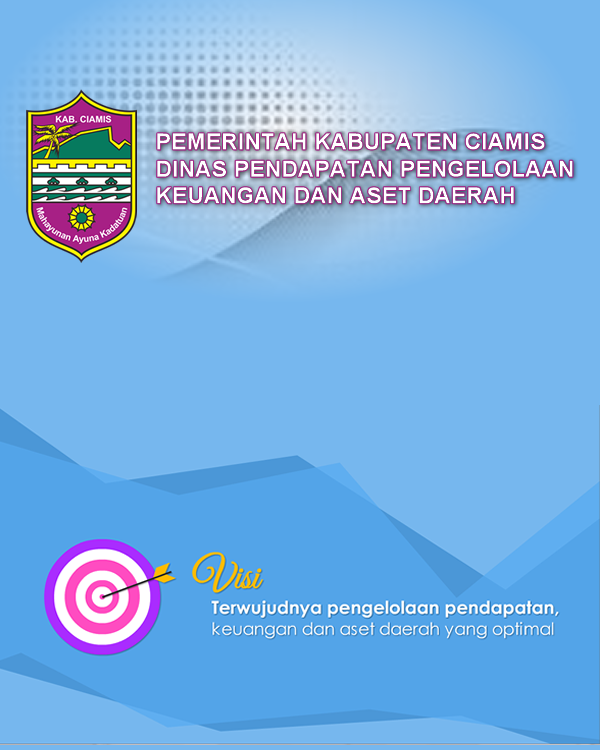 KAB. CIAMIS
Mahayunan Ayuna Kadatuan
PEMERINTAH KABUPATEN CIAMIS
DINAS PENDAPATAN PENGELOLAAN
KEUANGAN DAN ASET DAERAH
Visi
Terwujudnya pengelolaan pendapatan,
keuangan dan aset daerah yang optimal